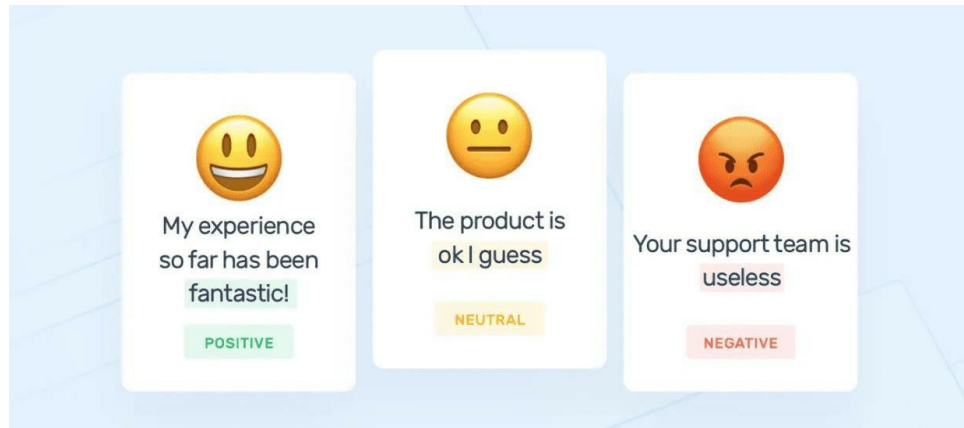 My experience
so far has been
fantastic!
POSITIVE
The product is
ok I guess
NEUTRAL
Your support team is
useless
NEGATIVE